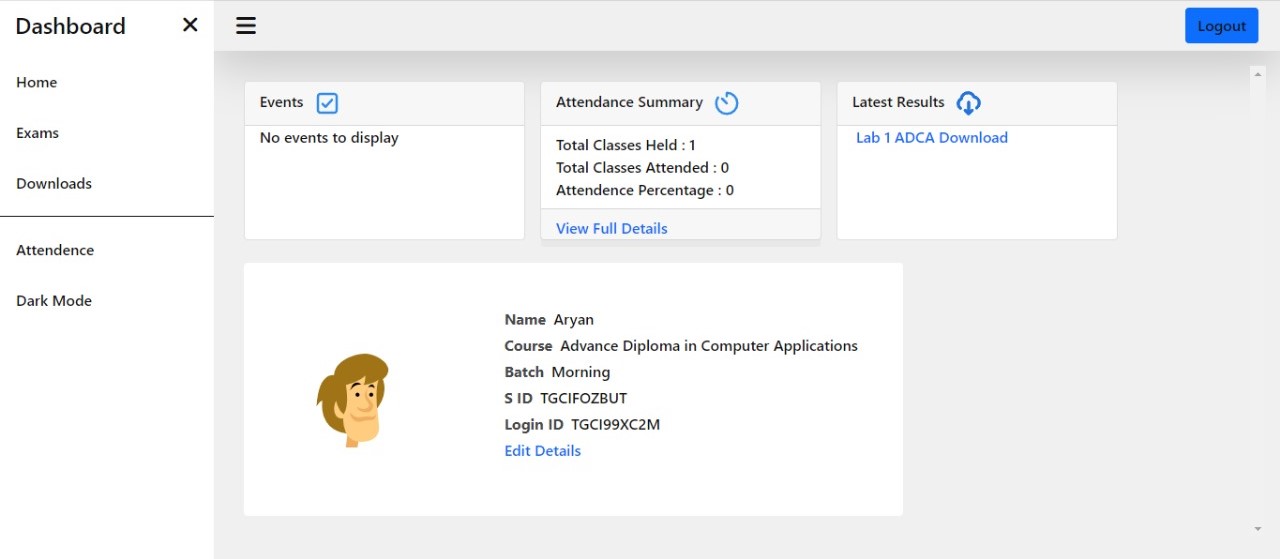 Dashboard
Logout
Home
Exams
Downloads
Attendence
Dark Mode
Events
No events to display
Attendance Summary
Total Classes Held : 1
Total Classes Attended : 0
Attendence Percentage : 0
View Full Details
Latest Results
Lab 1 ADCA Download
Name Aryan
Course Advance Diploma in Computer Applications
Batch Morning
S ID TGCIFOZBUT
Login ID TGCI99XC2M
Edit Details